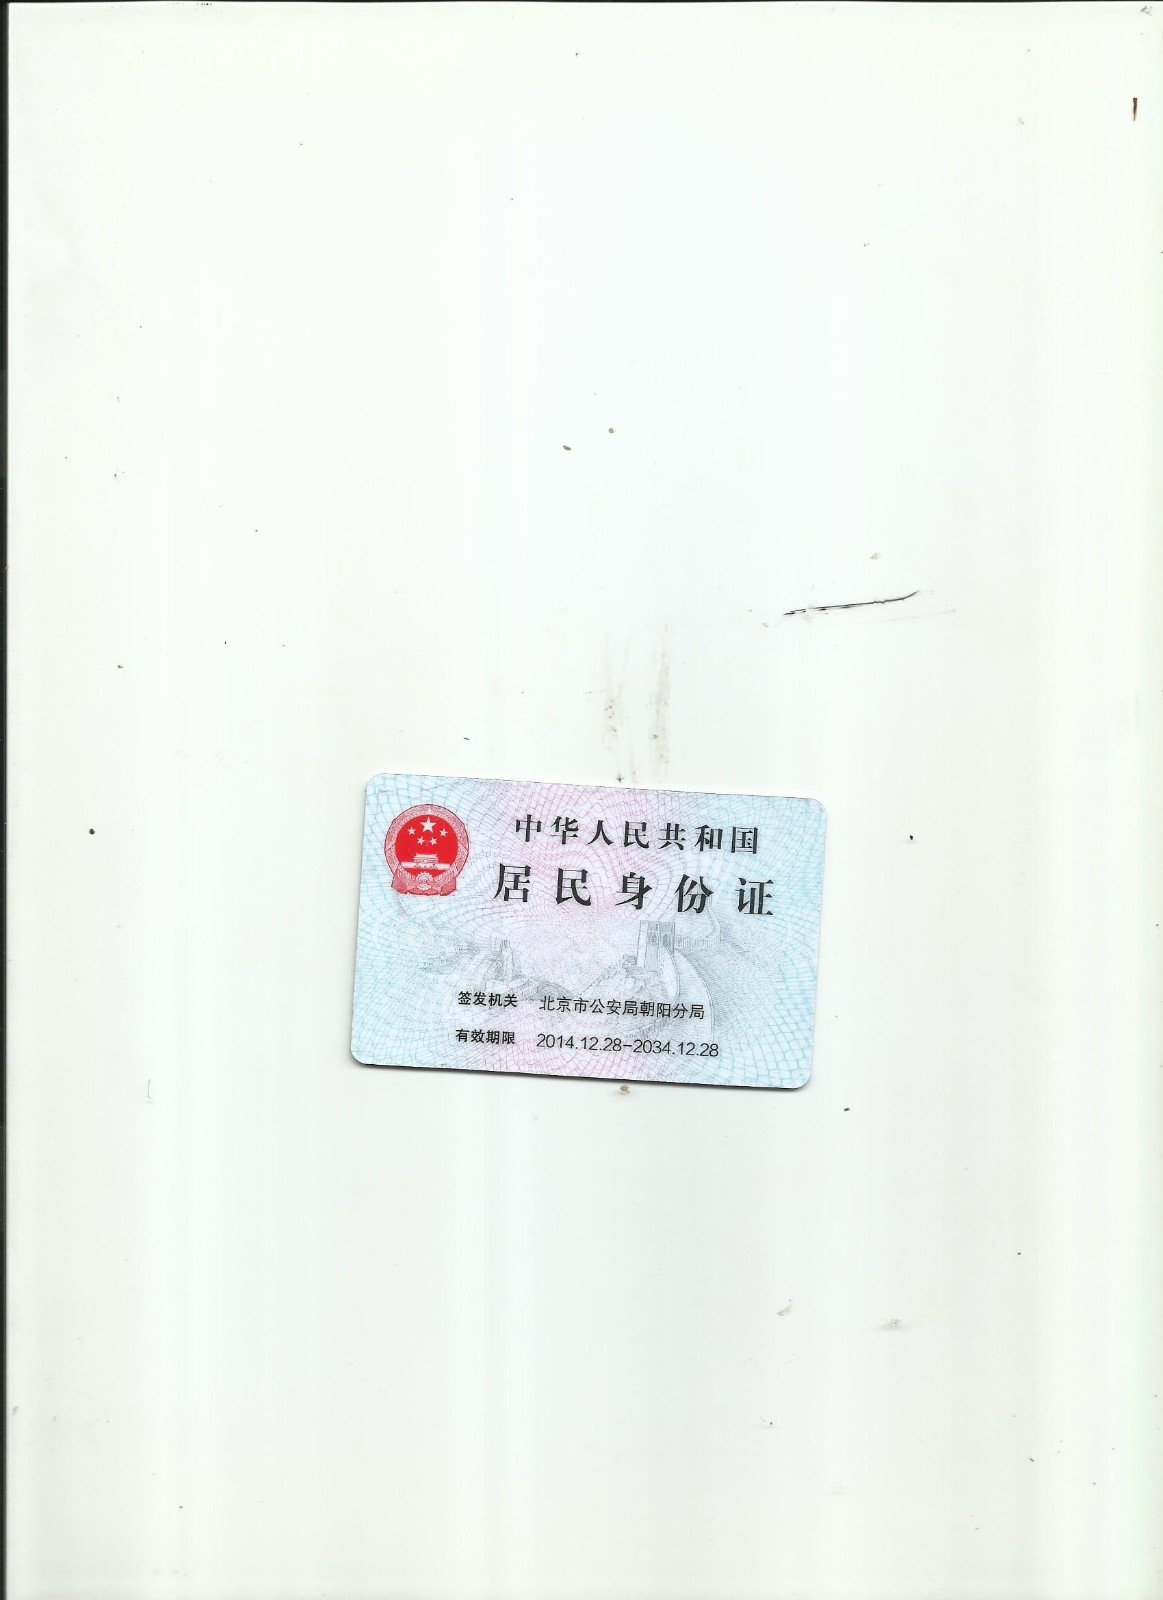 中华人民共和国
居民身份证
签发机关 北京市公安局朝阳分局
有效期限 2014.12.28-2034.12.28